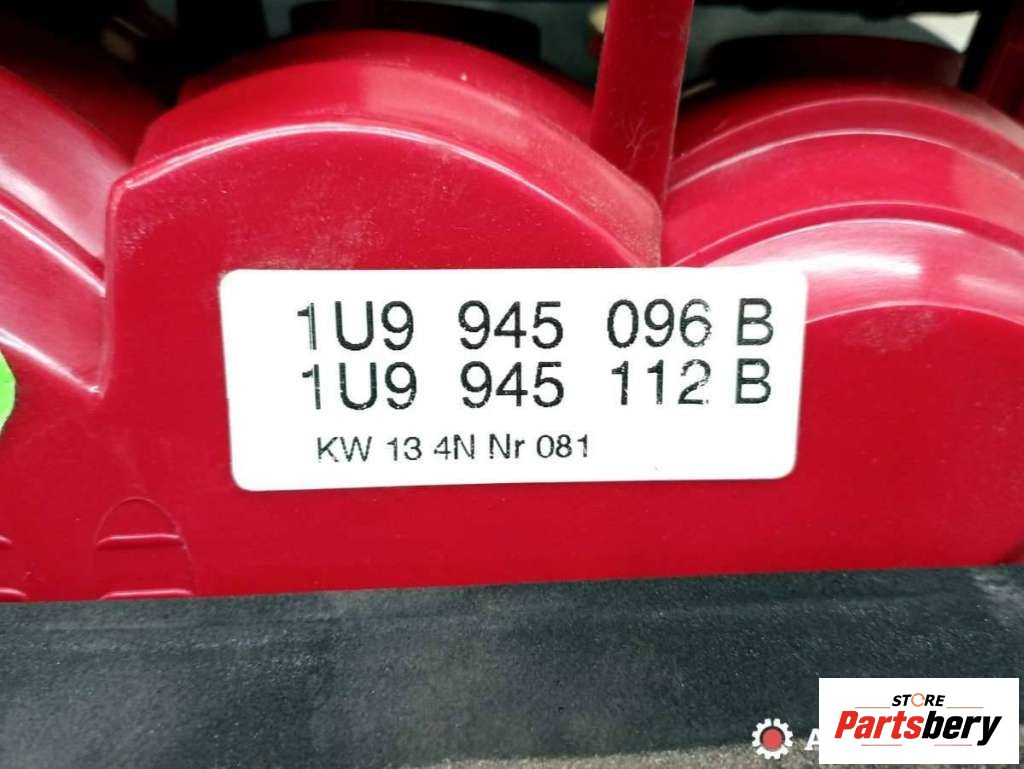 1U9 945 096 B
1U9 945 112 B
KW 13 4N Nr 081
STORE
Partsbery